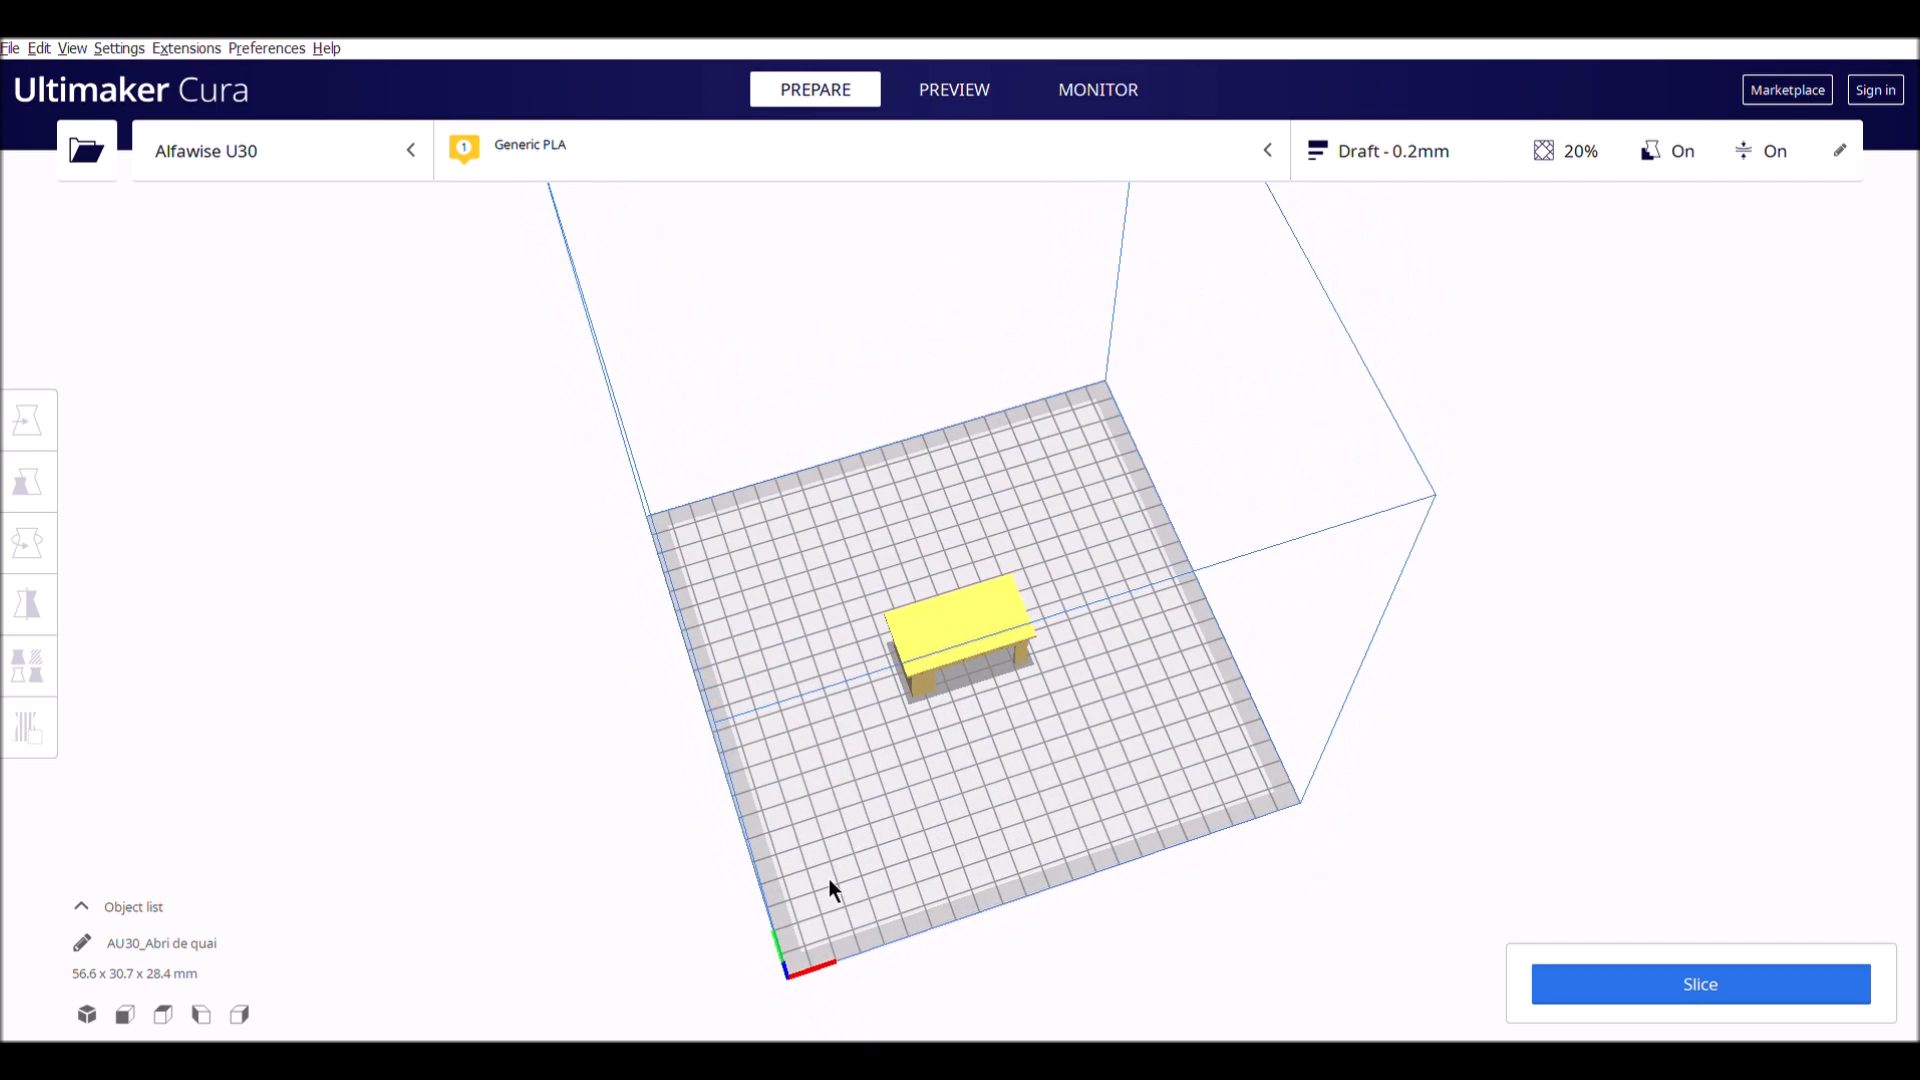 File Edit View Settings Extensions Preferences Help
Ultimaker Cura
PREPARE
PREVIEW
MONITOR
Marketplace
Sign in
Alfawise U30
1
Generic PLA
Draft - 0.2mm
20%
On
On
Object list
AU30_Abri de quai
56.6 x 30.7 x 28.4 mm
Slice